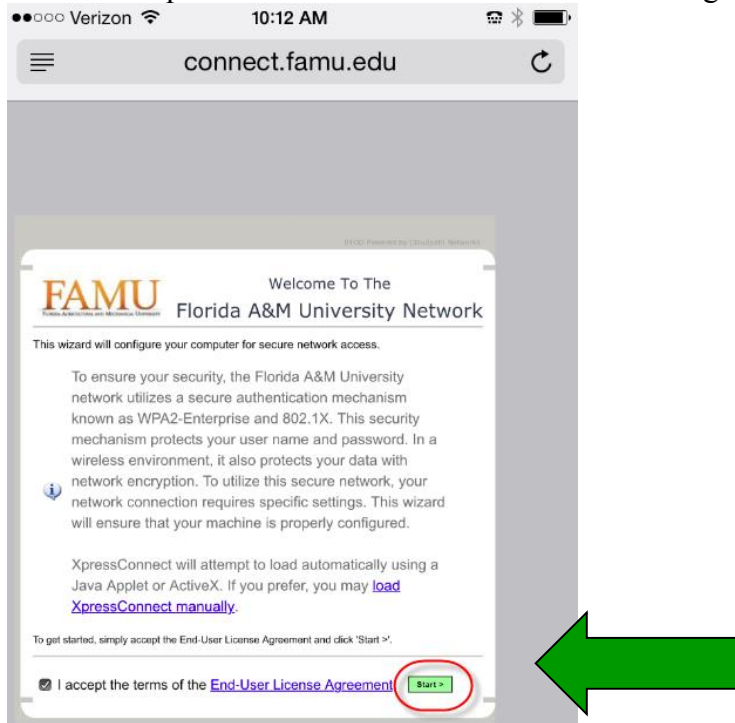 Verizon 10:12 AM
connect.famu.edu
FAMU
Welcome To The
Florida A&M University Network
This wizard will configure your computer for secure network access.
To ensure your security, the Florida A&M University
network utilizes a secure authentication mechanism
known as WPA2-Enterprise and 802.1X. This security
mechanism protects your user name and password. In a
wireless environment, it also protects your data with
network encryption. To utilize this secure network, your
network connection requires specific settings. This wizard
will ensure that your machine is properly configured.
XpressConnect will attempt to load automatically using a
Java Applet or ActiveX. If you prefer, you may load
XpressConnect manually.
To get started, simply accept the End-User License Agreement and click 'Start >'.
I accept the terms of the End-User License Agreement Start >